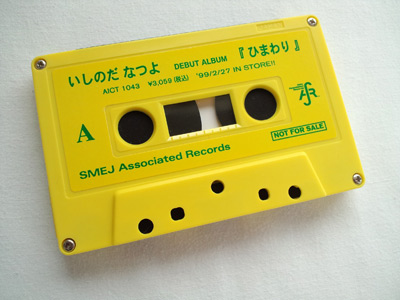 いしのだ なつよ DEBUT ALBUM 『 ひまわり 』
AICT 1043 ¥3,059(税込) '99/2/27 IN STORE!!
A
AJR
NOT FOR SALE
SMEJ Associated Records